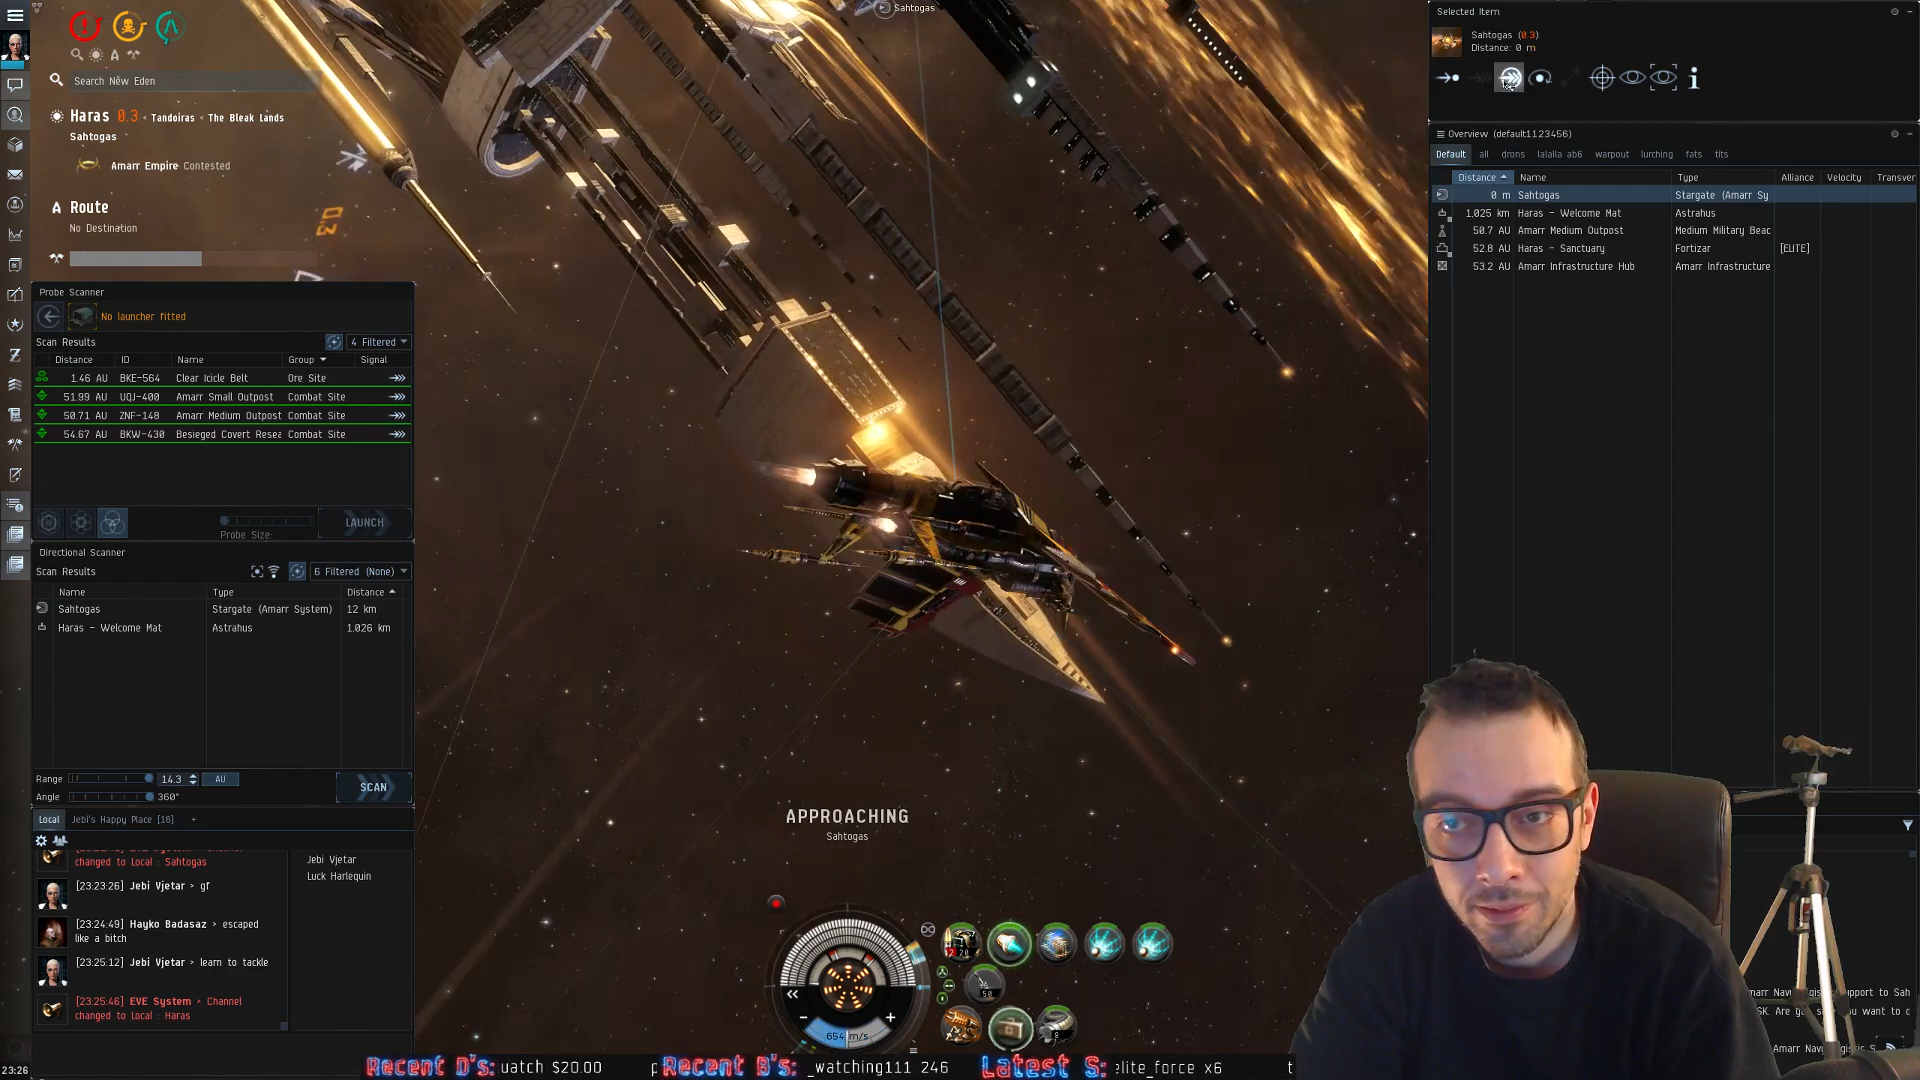 Search New Eden
Haras 0.3 < Tandoiras < The Bleak Lands
Sahtogas
Amarr Empire Contested
Route
No Destination
Probe Scanner
No launcher fitted
Scan Results
4 Filtered
Distance ID Name Group Signal
1.46 AU BKE-564 Clear Icicle Belt Ore Site
51.99 AU UQJ-400 Amarr Small Outpost Combat Site
50.71 AU ZNF-148 Amarr Medium Outpost Combat Site
54.67 AU BKW-430 Besieged Covert Resea Combat Site
Probe Size:
LAUNCH
Directional Scanner
Scan Results
6 Filtered (None)
Name Type Distance
Sahtogas Stargate (Amarr System) 12 km
Haras - Welcome Mat Astrahus 1.026 km
Range 14.3 AU
Angle 360°
SCAN
Local Jebi's Happy Place [16] +
changed to Local : Sahtogas
[23:23:26] Jebi Vjetar > gf
[23:24:49] Hayko Badasaz > escaped
like a bitch
[23:25:12] Jebi Vjetar > learn to tackle
[23:25:46] EVE System > Channel
changed to Local : Haras
Jebi Vjetar
Luck Harlequin
23:26
Sahtogas
APPROACHING
Sahtogas
50
8
654 m/s
Recent D's: uatch $20.00
Recent B's: _watching111 246
Latest S: elite_force x6
Selected Item
Sahtogas (0.3)
Distance: 0 m
Overview (default1123456)
Default all drons lalalla ab6 warpout lurching fats tits
Distance Name Type Alliance Velocity Transver
0 m Sahtogas Stargate (Amarr Sy
1.025 km Haras - Welcome Mat Astrahus
50.7 AU Amarr Medium Outpost Medium Military Beac
52.8 AU Haras - Sanctuary Fortizar [ELITE]
53.2 AU Amarr Infrastructure Hub Amarr Infrastructure